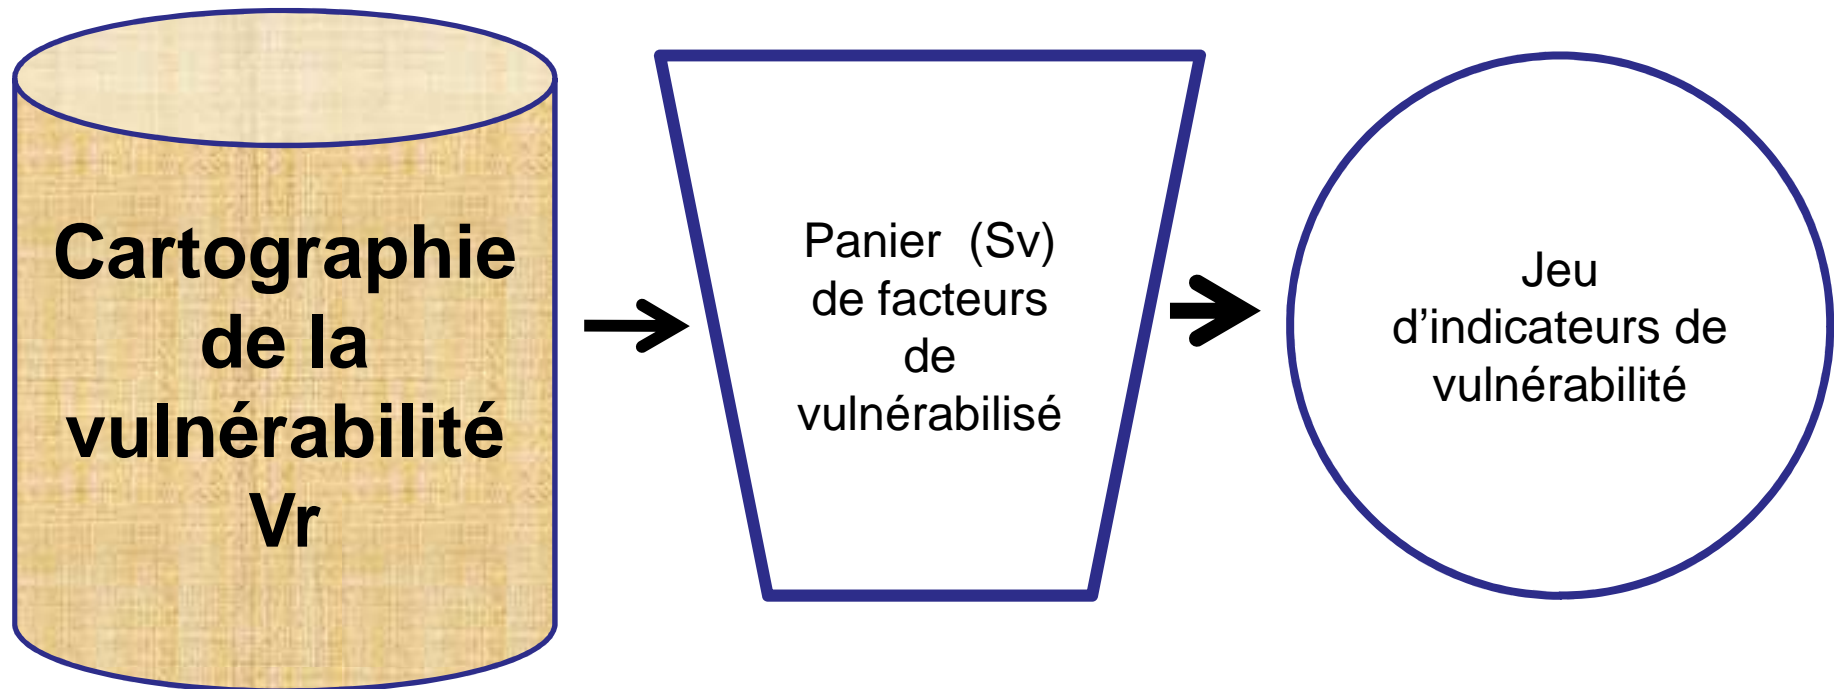 Cartographie
de la
vulnérabilité
Vr
Panier  (Sv)
de facteurs
de
vulnérabilisé
Jeu
d’indicateurs de
vulnérabilité